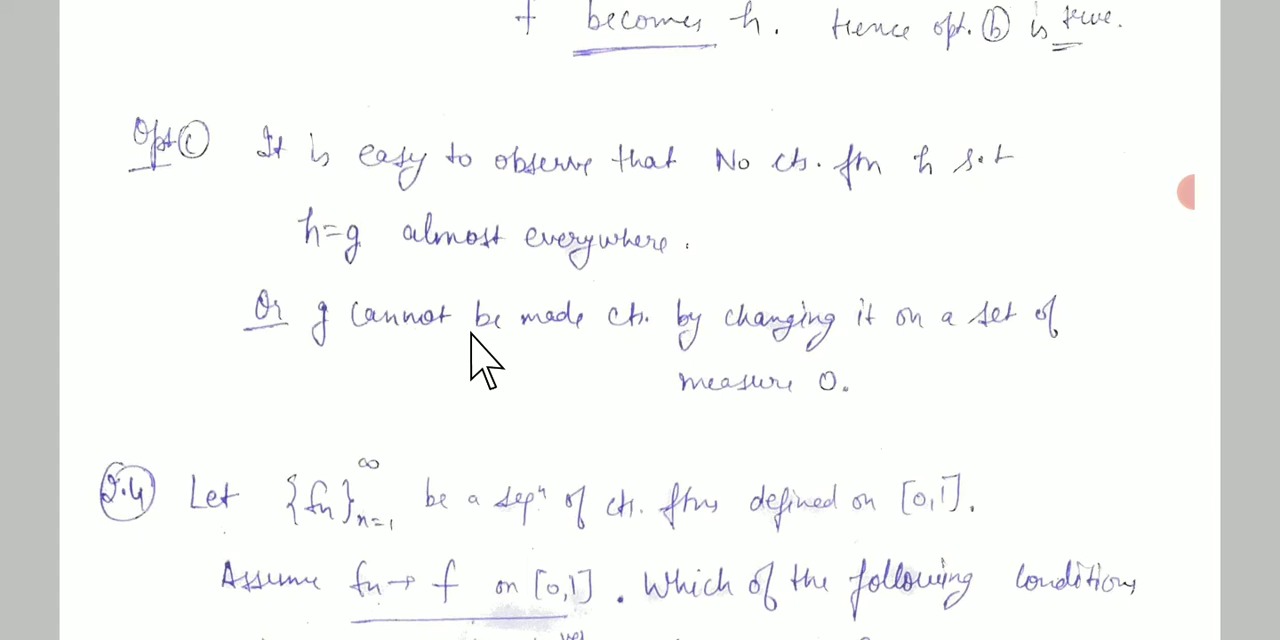 f becomes h. Hence opt. (b) is true.
Opt (c) It is easy to observe that No cts. fn h s.t
h=g almost everywhere.
Or g cannot be made cts. by changing it on a set of
measure 0.
Q.4 Let {fn}∞n=1 be a seqn of cts. ftns defined on [0,1].
Assume fn→f on [0,1]. Which of the following conditions